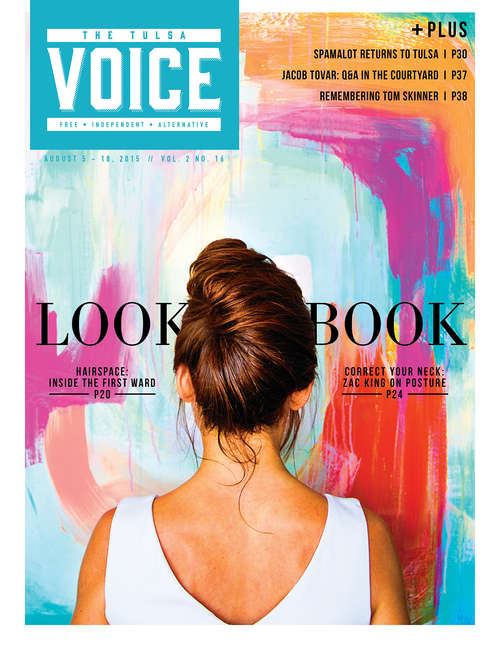 THE TULSA
VOICE
FREE • INDEPENDENT • ALTERNATIVE
AUGUST 5 – 18, 2015 // VOL. 2 NO. 16
+PLUS
SPAMALOT RETURNS TO TULSA | P30
JACOB TOVAR: Q&A IN THE COURTYARD | P37
REMEMBERING TOM SKINNER | P38
LOOK BOOK
HAIRSPACE:
INSIDE THE FIRST WARD
P20
CORRECT YOUR NECK:
ZAC KING ON POSTURE
P24